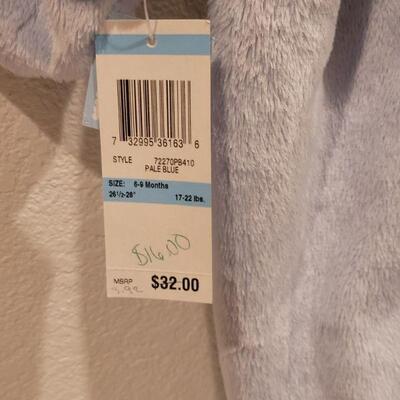 7 32995 36163 6
STYLE 72270PB410
PALE BLUE
SIZE: 6-9 Months
26½-28" 17-22 lbs.
$16.00
MSRP $32.00